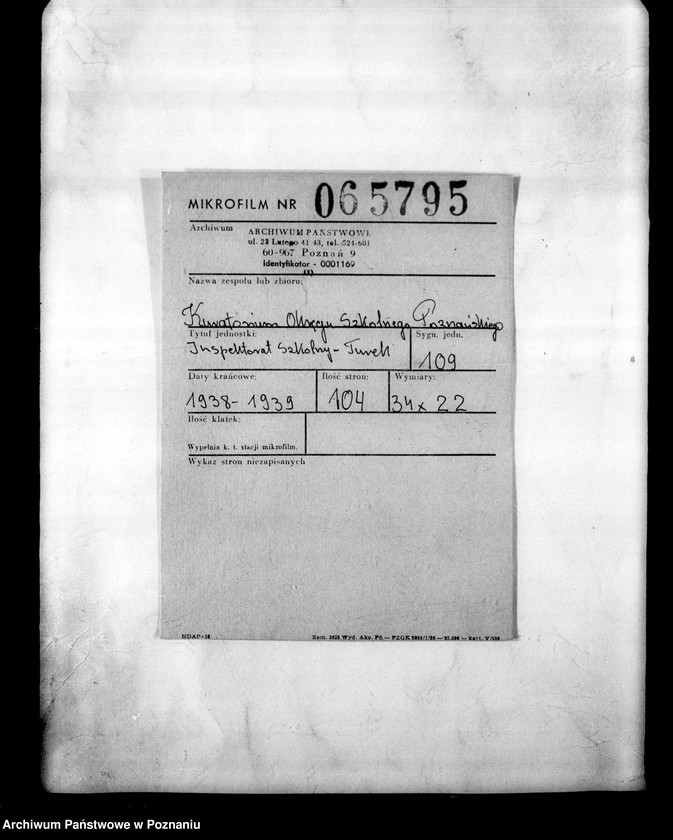 MIKROFILM NR 065795
Archiwum
ARCHIWUM PAŃSTWOWE
ul. 23 Lutego 41 43, tel. 524-601
60-967 Poznań 9
Identyfikator - 0001169
(1)
Nazwa zespołu lub zbioru:
Kuratorium Okręgu Szkolnego Poznańskiego
Tytuł jednostki: Sygn. jedn.
Inspektorat Szkolny - Turek 109
Daty krańcowe: Ilość stron: Wymiary:
1938 - 1939 104 34 x 22
Ilość klatek:
Wypełnia k. t. stacji mikrofilm.
Wykaz stron niezapisanych
Archiwum Państwowe w Poznaniu